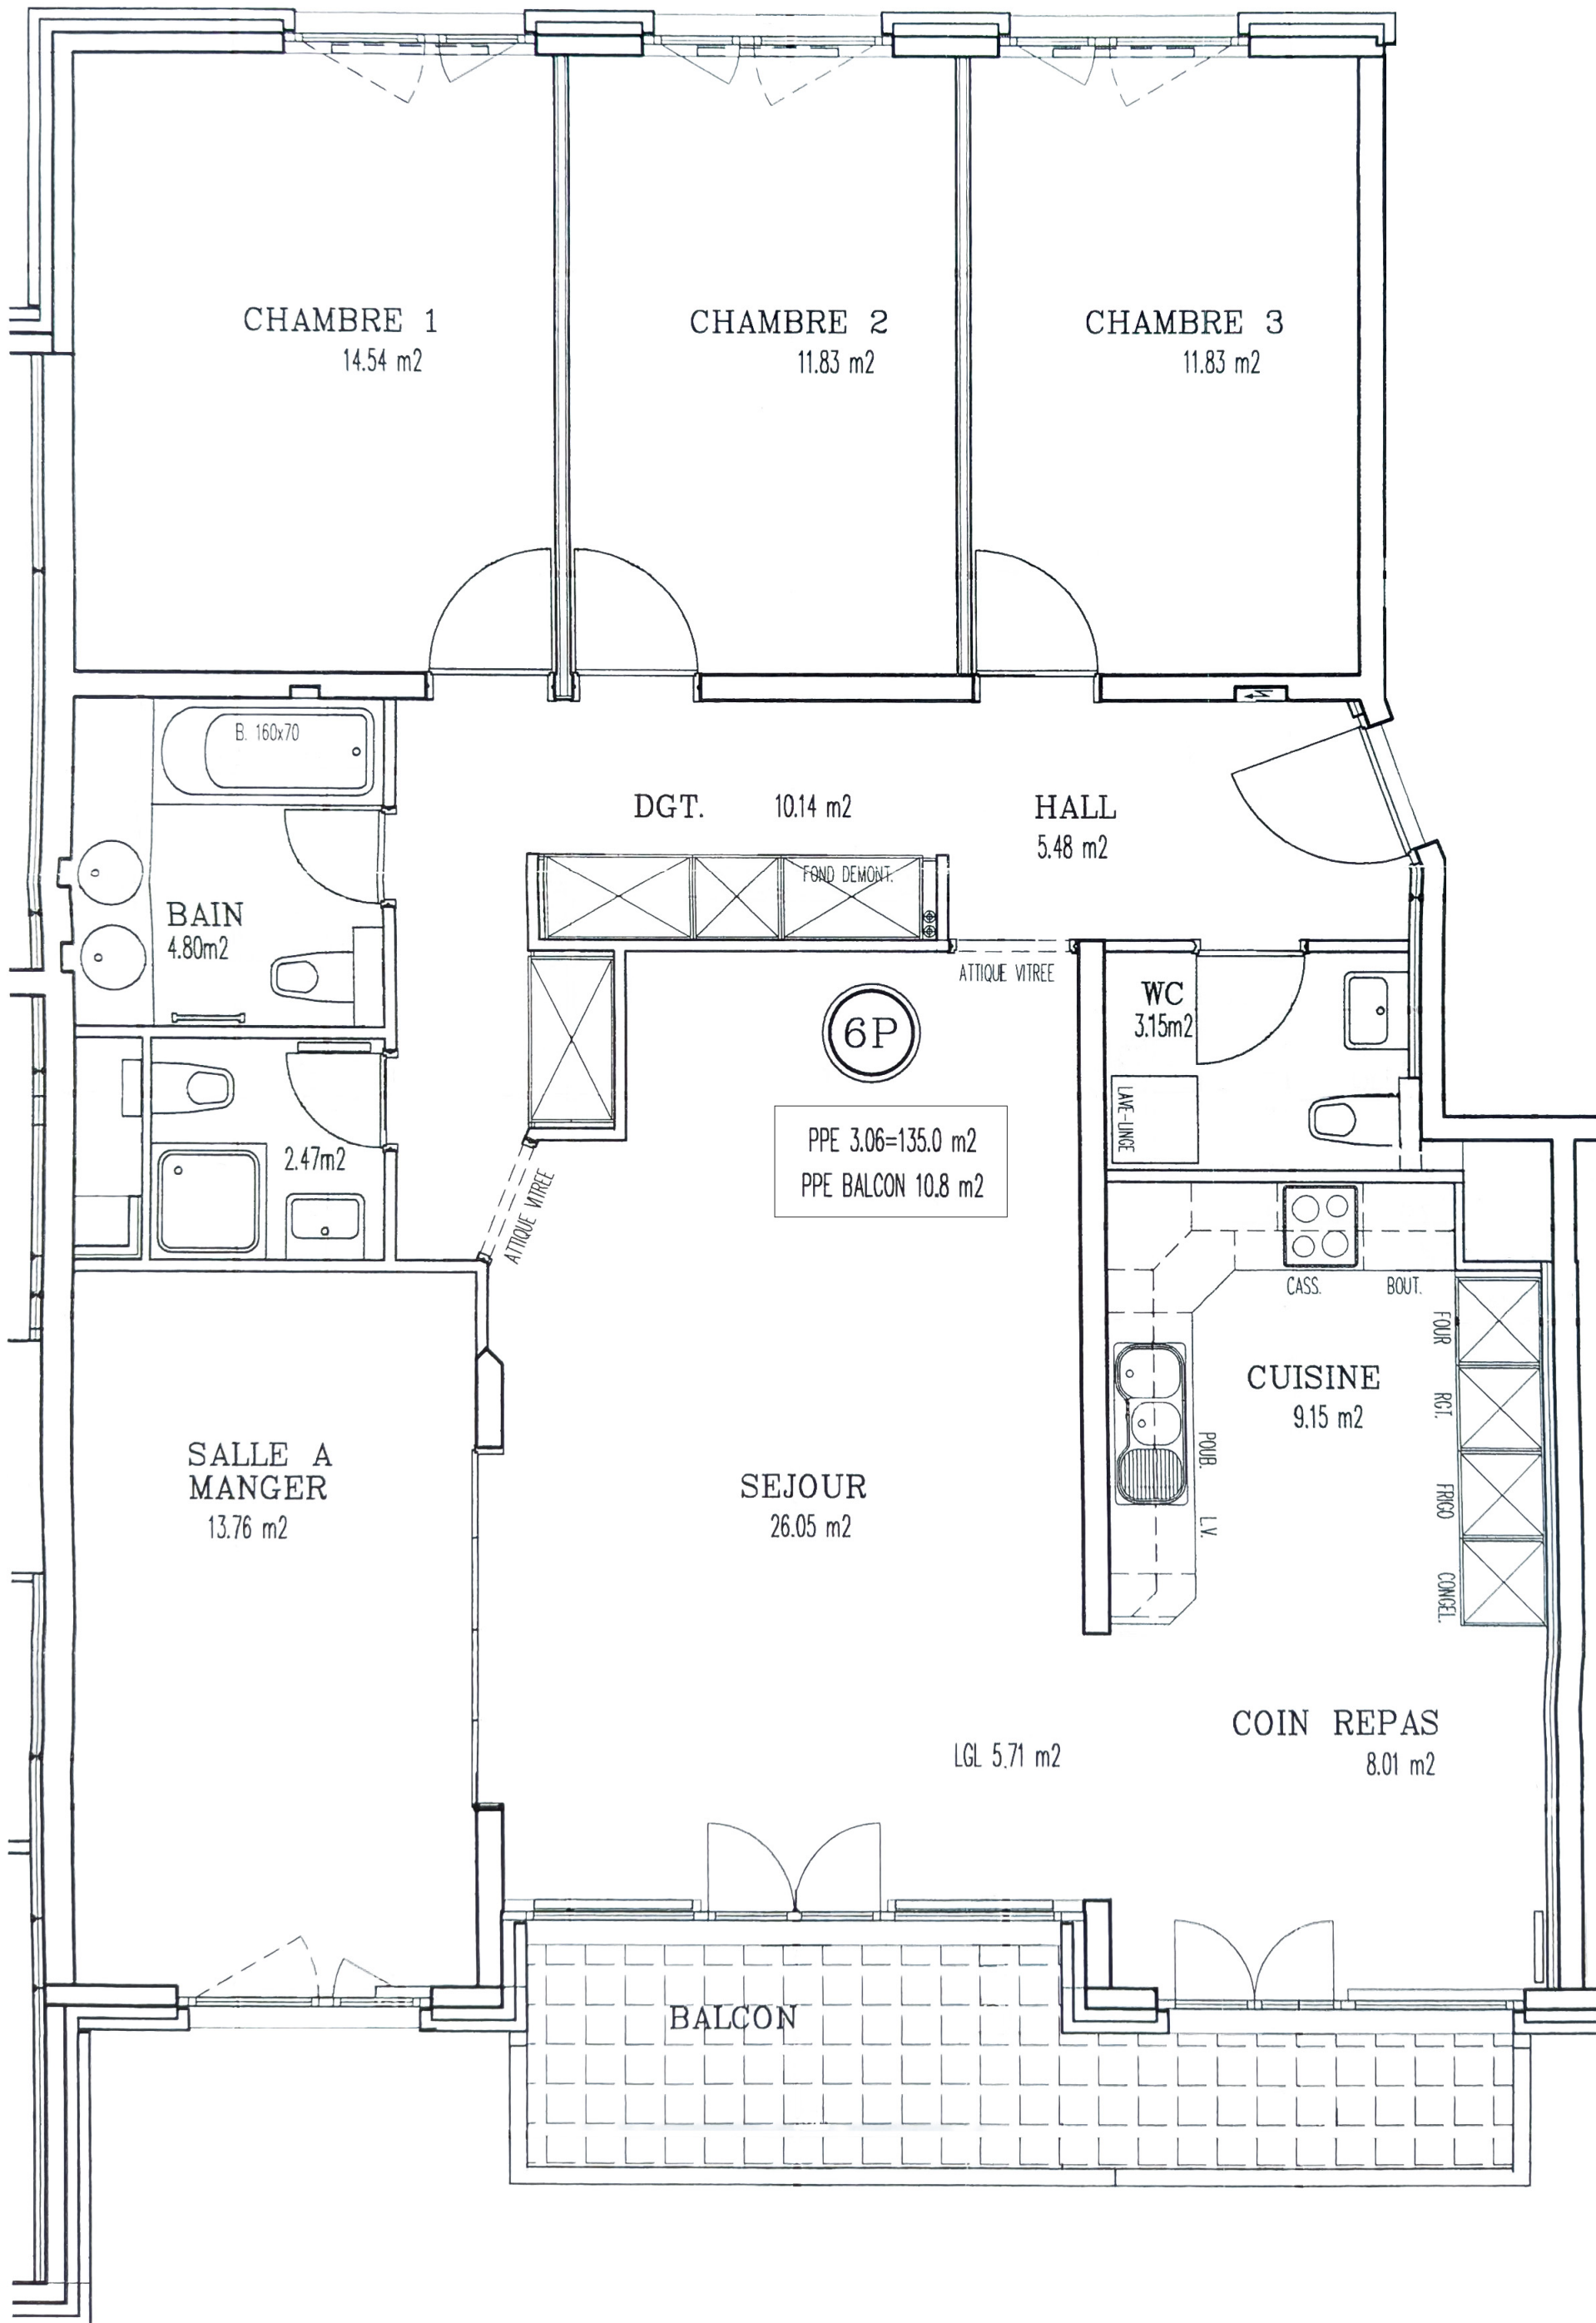 CHAMBRE 1
14.54 m2
CHAMBRE 2
11.83 m2
CHAMBRE 3
11.83 m2
B. 160x70
DGT. 10.14 m2
HALL
5.48 m2
FOND DEMONT.
BAIN
4.80m2
ATTIQUE VITREE
WC
3.15m2
6P
LAVE-LINGE
PPE 3.06=135.0 m2
PPE BALCON 10.8 m2
2.47m2
ATTIQUE VITREE
CASS.
BOUT.
FOUR
CUISINE
9.15 m2
RGT.
POUB.
FRIGO
L.V.
CONGEL.
SALLE A
MANGER
13.76 m2
SEJOUR
26.05 m2
COIN REPAS
8.01 m2
LGL 5.71 m2
BALCON